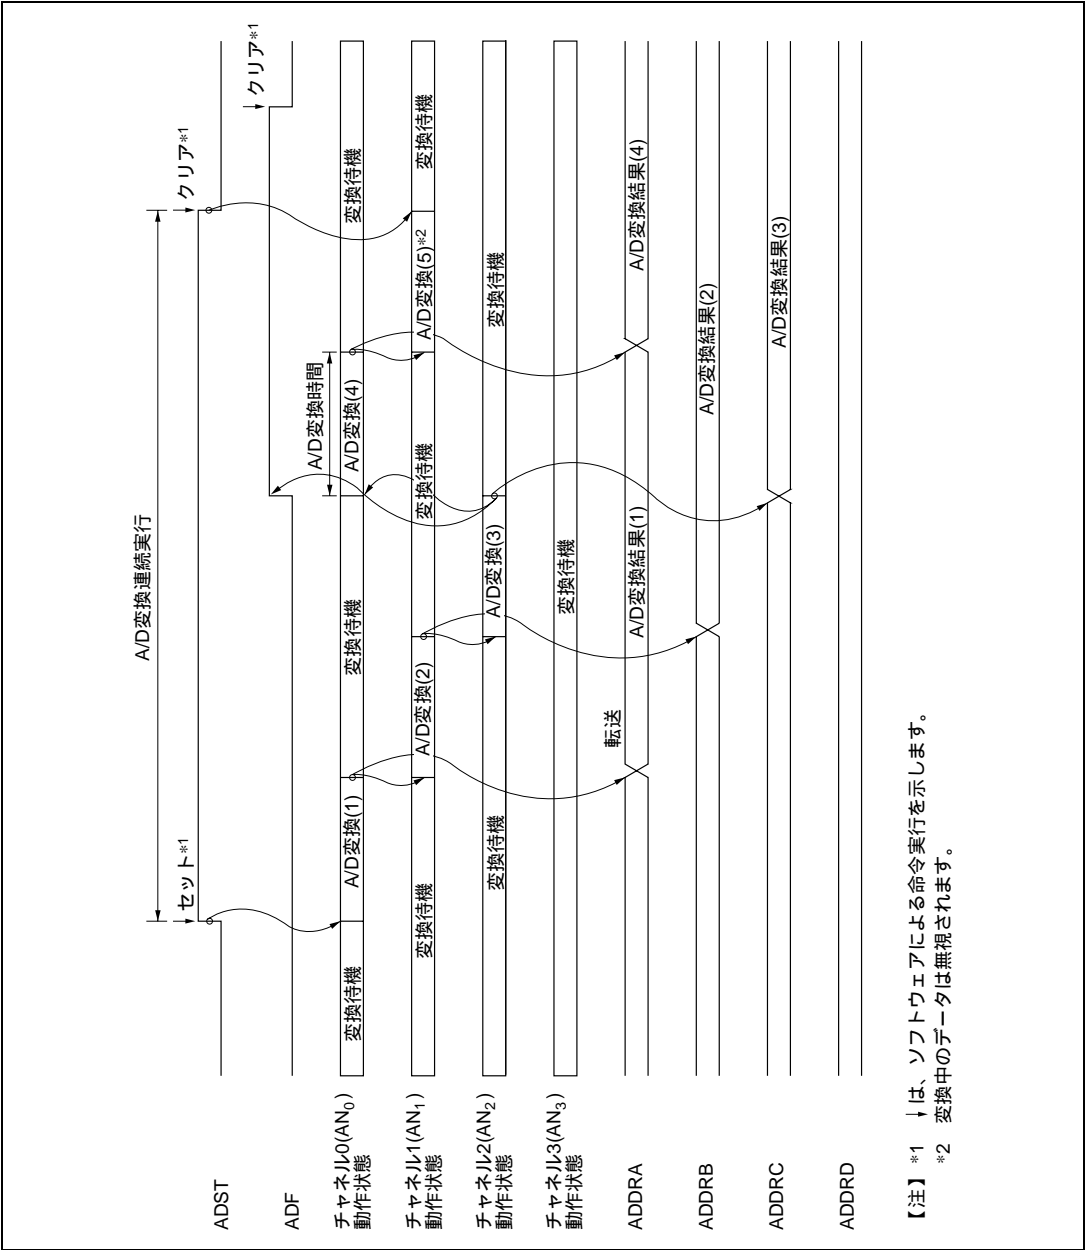 A/D変換連続実行
セット*1
クリア*1
ADST
クリア*1
ADF
A/D変換時間
チャネル0(AN0)
動作状態
変換待機
A/D変換(1)
変換待機
A/D変換(4)
変換待機
チャネル1(AN1)
動作状態
変換待機
A/D変換(2)
変換待機
A/D変換(5)*2
変換待機
チャネル2(AN2)
動作状態
変換待機
A/D変換(3)
変換待機
チャネル3(AN3)
動作状態
変換待機
転送
ADDRA
A/D変換結果(1)
A/D変換結果(4)
ADDRB
A/D変換結果(2)
ADDRC
A/D変換結果(3)
ADDRD
【注】 *1 ↓は、ソフトウェアによる命令実行を示します。
*2 変換中のデータは無視されます。